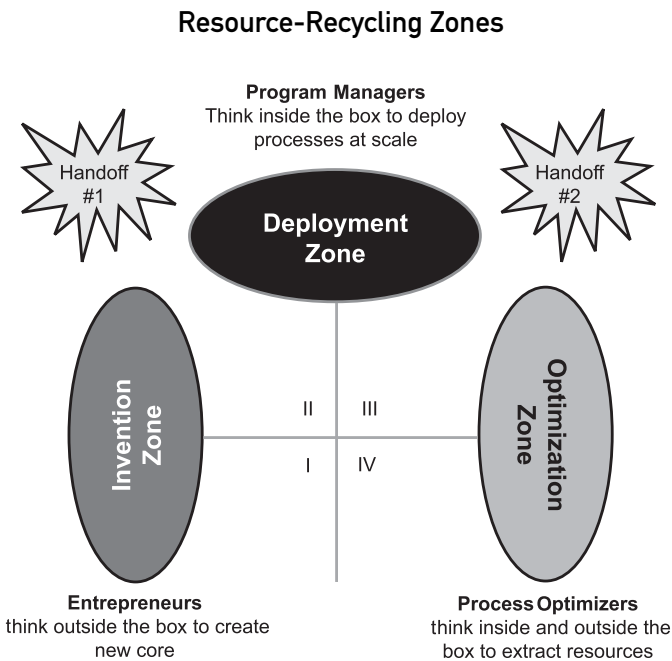 Resource-Recycling Zones
Program Managers
Think inside the box to deploy
processes at scale
Handoff
#1
Handoff
#2
Deployment
Zone
Invention
Zone
Optimization
Zone
II
III
I
IV
Entrepreneurs
think outside the box to create
new core
Process Optimizers
think inside and outside the
box to extract resources